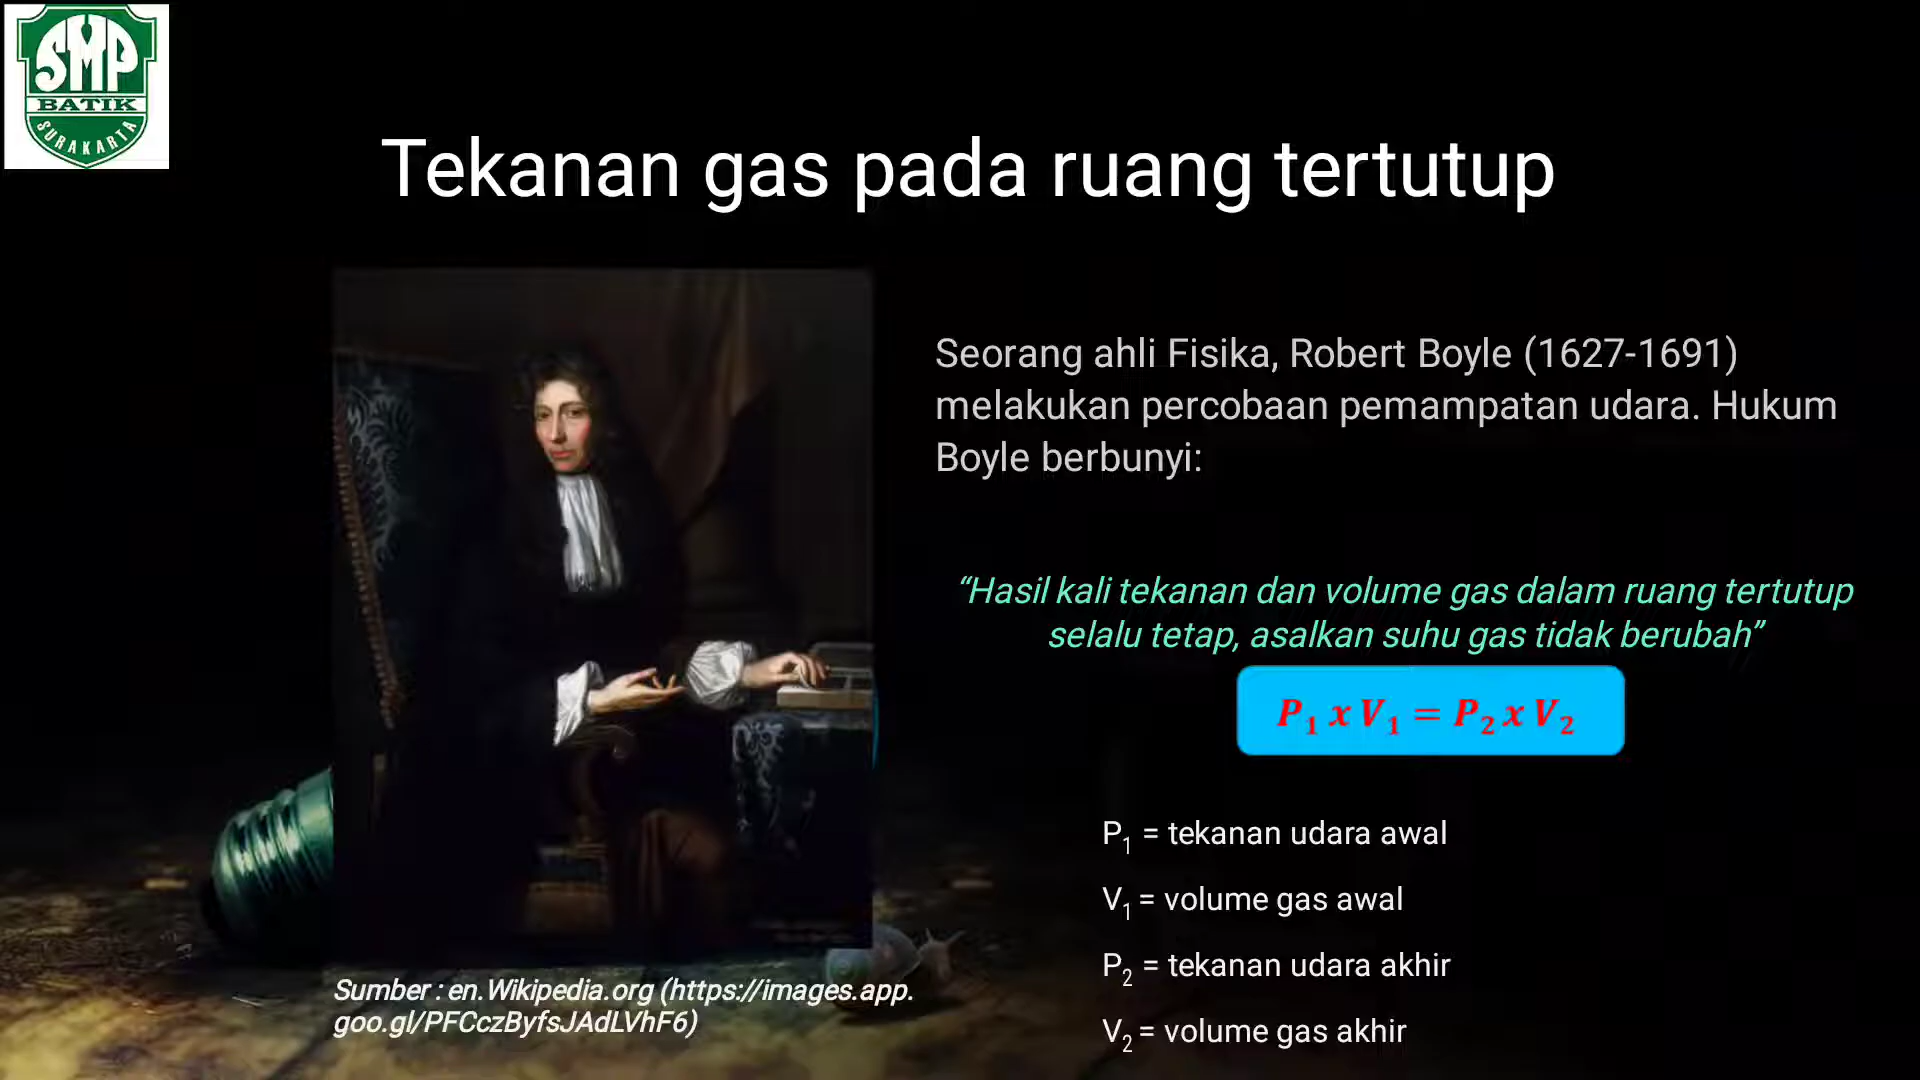 SMP
BATIK
SURAKARTA
Tekanan gas pada ruang tertutup
Seorang ahli Fisika, Robert Boyle (1627-1691)
melakukan percobaan pemampatan udara. Hukum
Boyle berbunyi:
“Hasil kali tekanan dan volume gas dalam ruang tertutup
selalu tetap, asalkan suhu gas tidak berubah”
P₁ x V₁ = P₂ x V₂
P₁ = tekanan udara awal
V₁ = volume gas awal
P₂ = tekanan udara akhir
V₂ = volume gas akhir
Sumber : en.Wikipedia.org (https://images.app.
goo.gl/PFCczByfsJAdLVhF6)